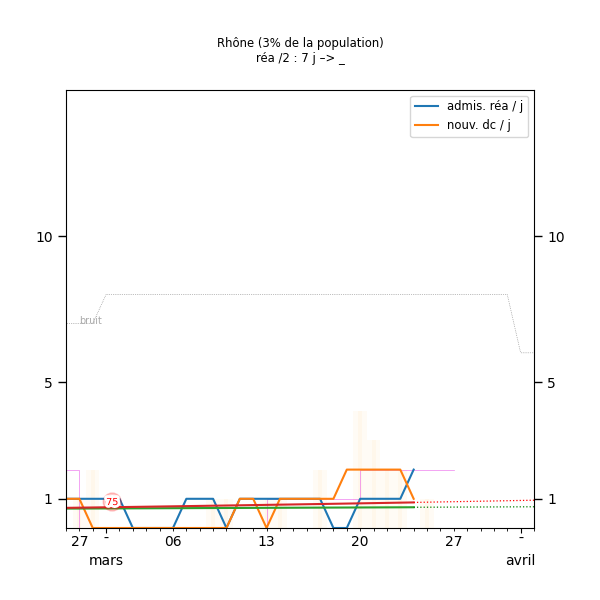 Rhône (3% de la population)
réa /2 : 7 j –> _
admis. réa / j
nouv. dc / j
10
10
bruit
5
5
75
1
1
27
-
06
13
20
27
-
mars
avril